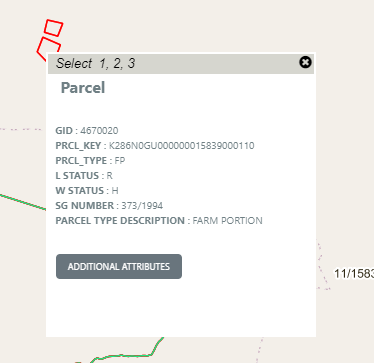 Select 1, 2, 3
Parcel
GID : 4670020
PRCL_KEY : K286N0GU000000015839000110
PRCL_TYPE : FP
L STATUS : R
W STATUS : H
SG NUMBER : 373/1994
PARCEL TYPE DESCRIPTION : FARM PORTION
ADDITIONAL ATTRIBUTES
11/1583